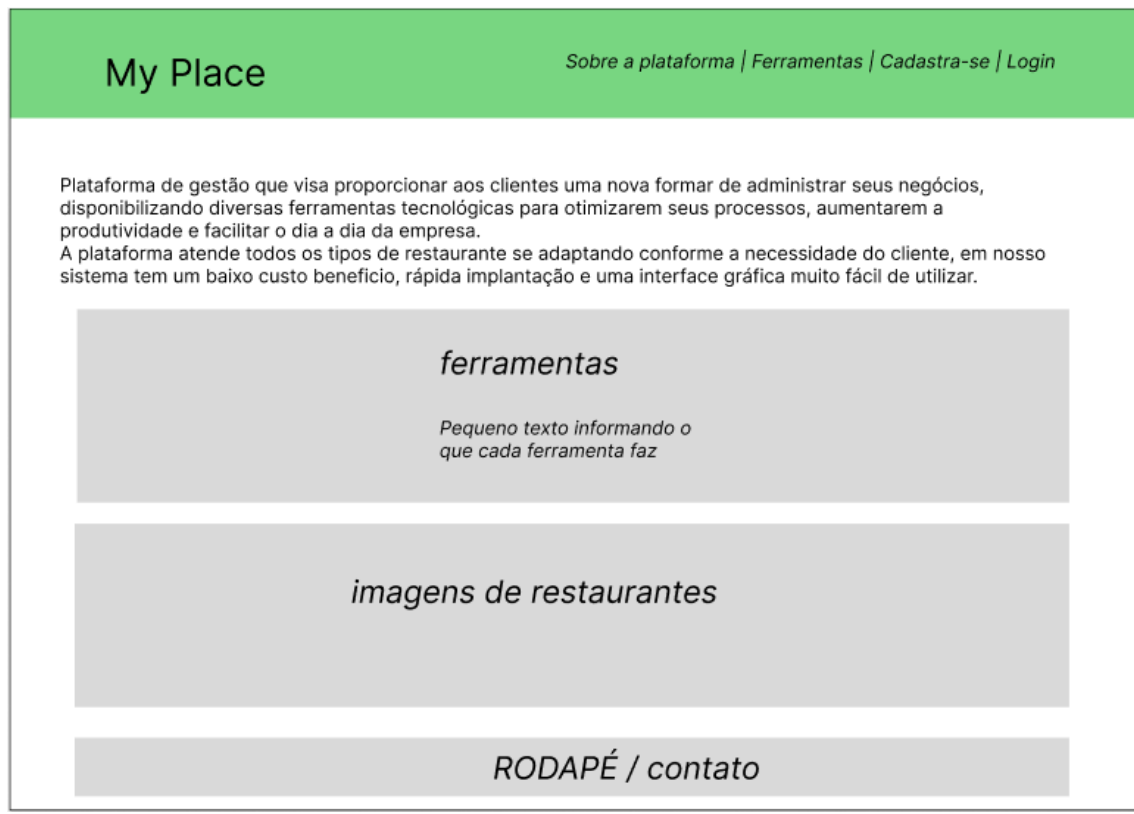 My Place
Sobre a plataforma | Ferramentas | Cadastra-se | Login
Plataforma de gestão que visa proporcionar aos clientes uma nova formar de administrar seus negócios,
disponibilizando diversas ferramentas tecnológicas para otimizarem seus processos, aumentarem a
produtividade e facilitar o dia a dia da empresa.
A plataforma atende todos os tipos de restaurante se adaptando conforme a necessidade do cliente, em nosso
sistema tem um baixo custo beneficio, rápida implantação e uma interface gráfica muito fácil de utilizar.
ferramentas
Pequeno texto informando o
que cada ferramenta faz
imagens de restaurantes
RODAPÉ / contato